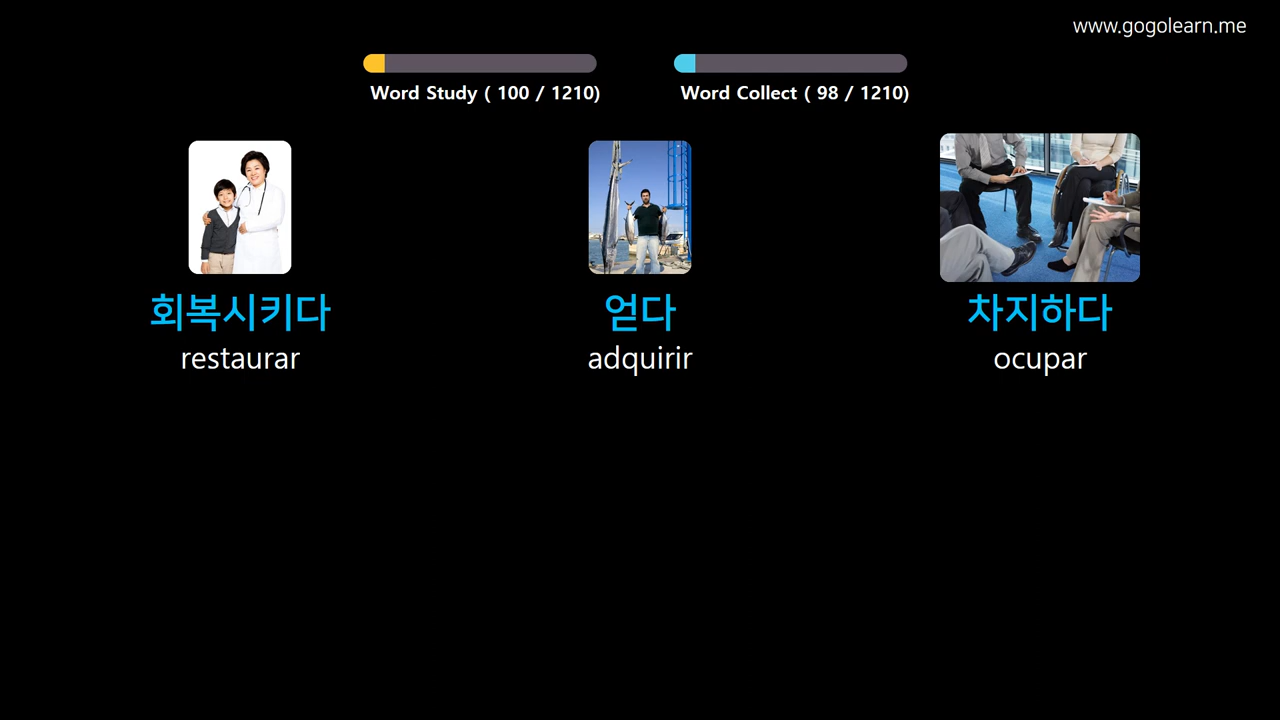 www.gogolearn.me
Word Study ( 100 / 1210)
Word Collect ( 98 / 1210)
회복시키다
얻다
차지하다
restaurar
adquirir
ocupar